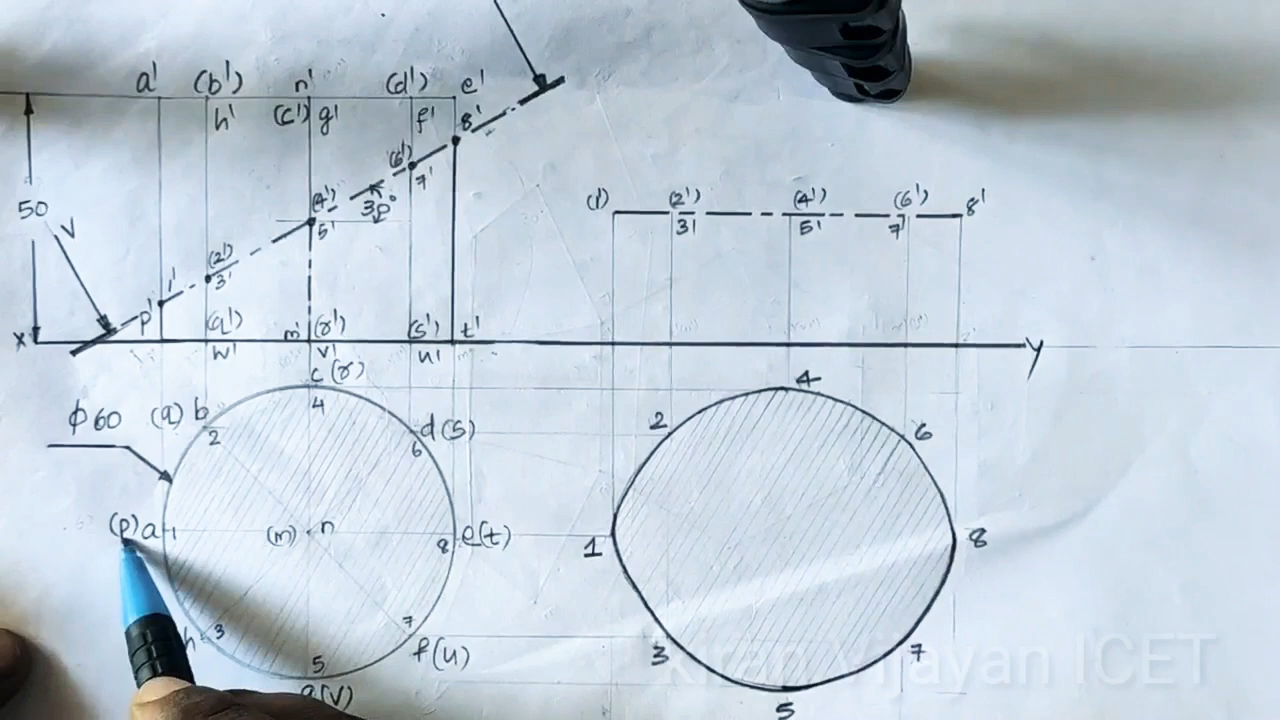 a' (b') n' (d') e'
h' (c') g' f' 8'
(6')
7'
50
V
(4')
30°
5'
(1') (2') (4') (6') 8'
3' 5' 7'
(2')
3'
1'
p'
x (q') m' (r') (s') t' y
w' v' u'
c (r)
4
4
φ60 (q) b d (s) 2 6
2 6
(p) a 1 (m) n 8 e (t) 1 8
h 3 7
f (u) 3 7
5
g (V) 5
Kiran Vijayan ICET